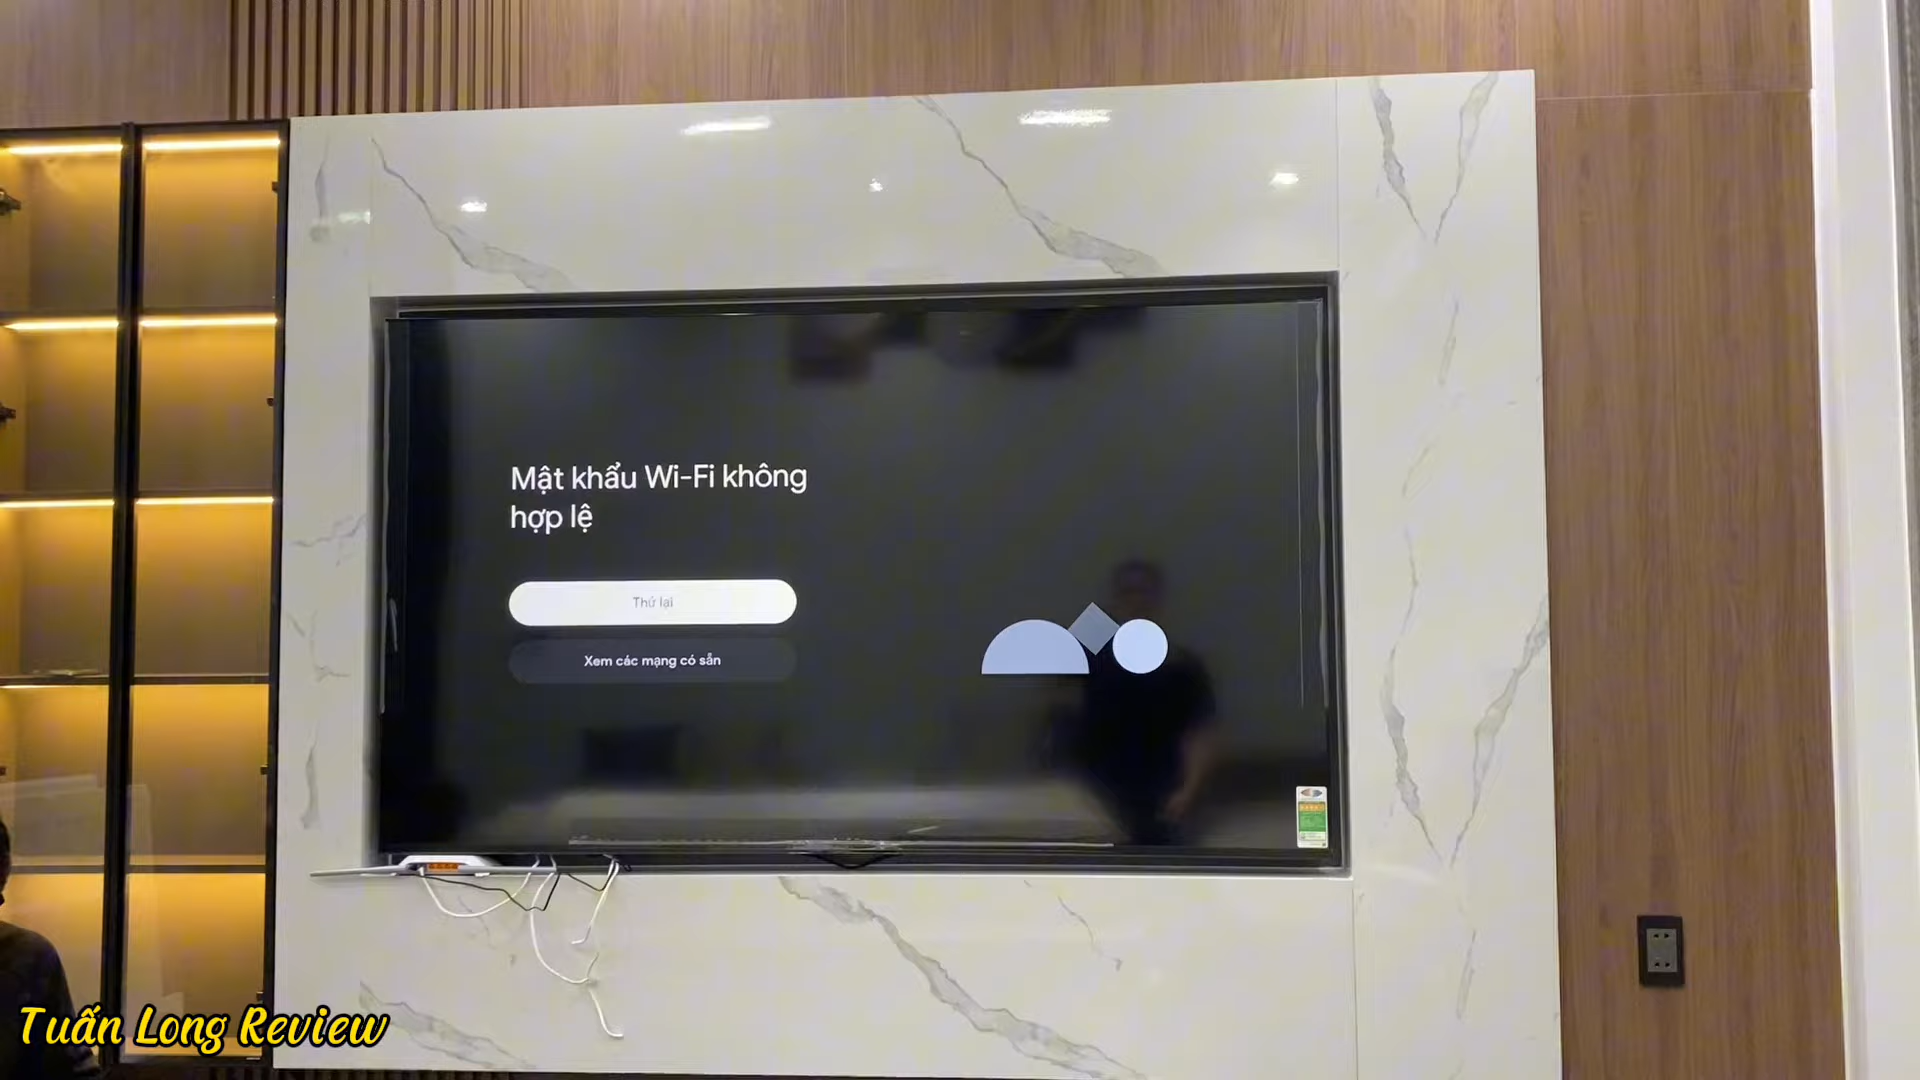 Mật khẩu Wi-Fi không
hợp lệ
Thử lại
Xem các mạng có sẵn
Tuấn Long Review